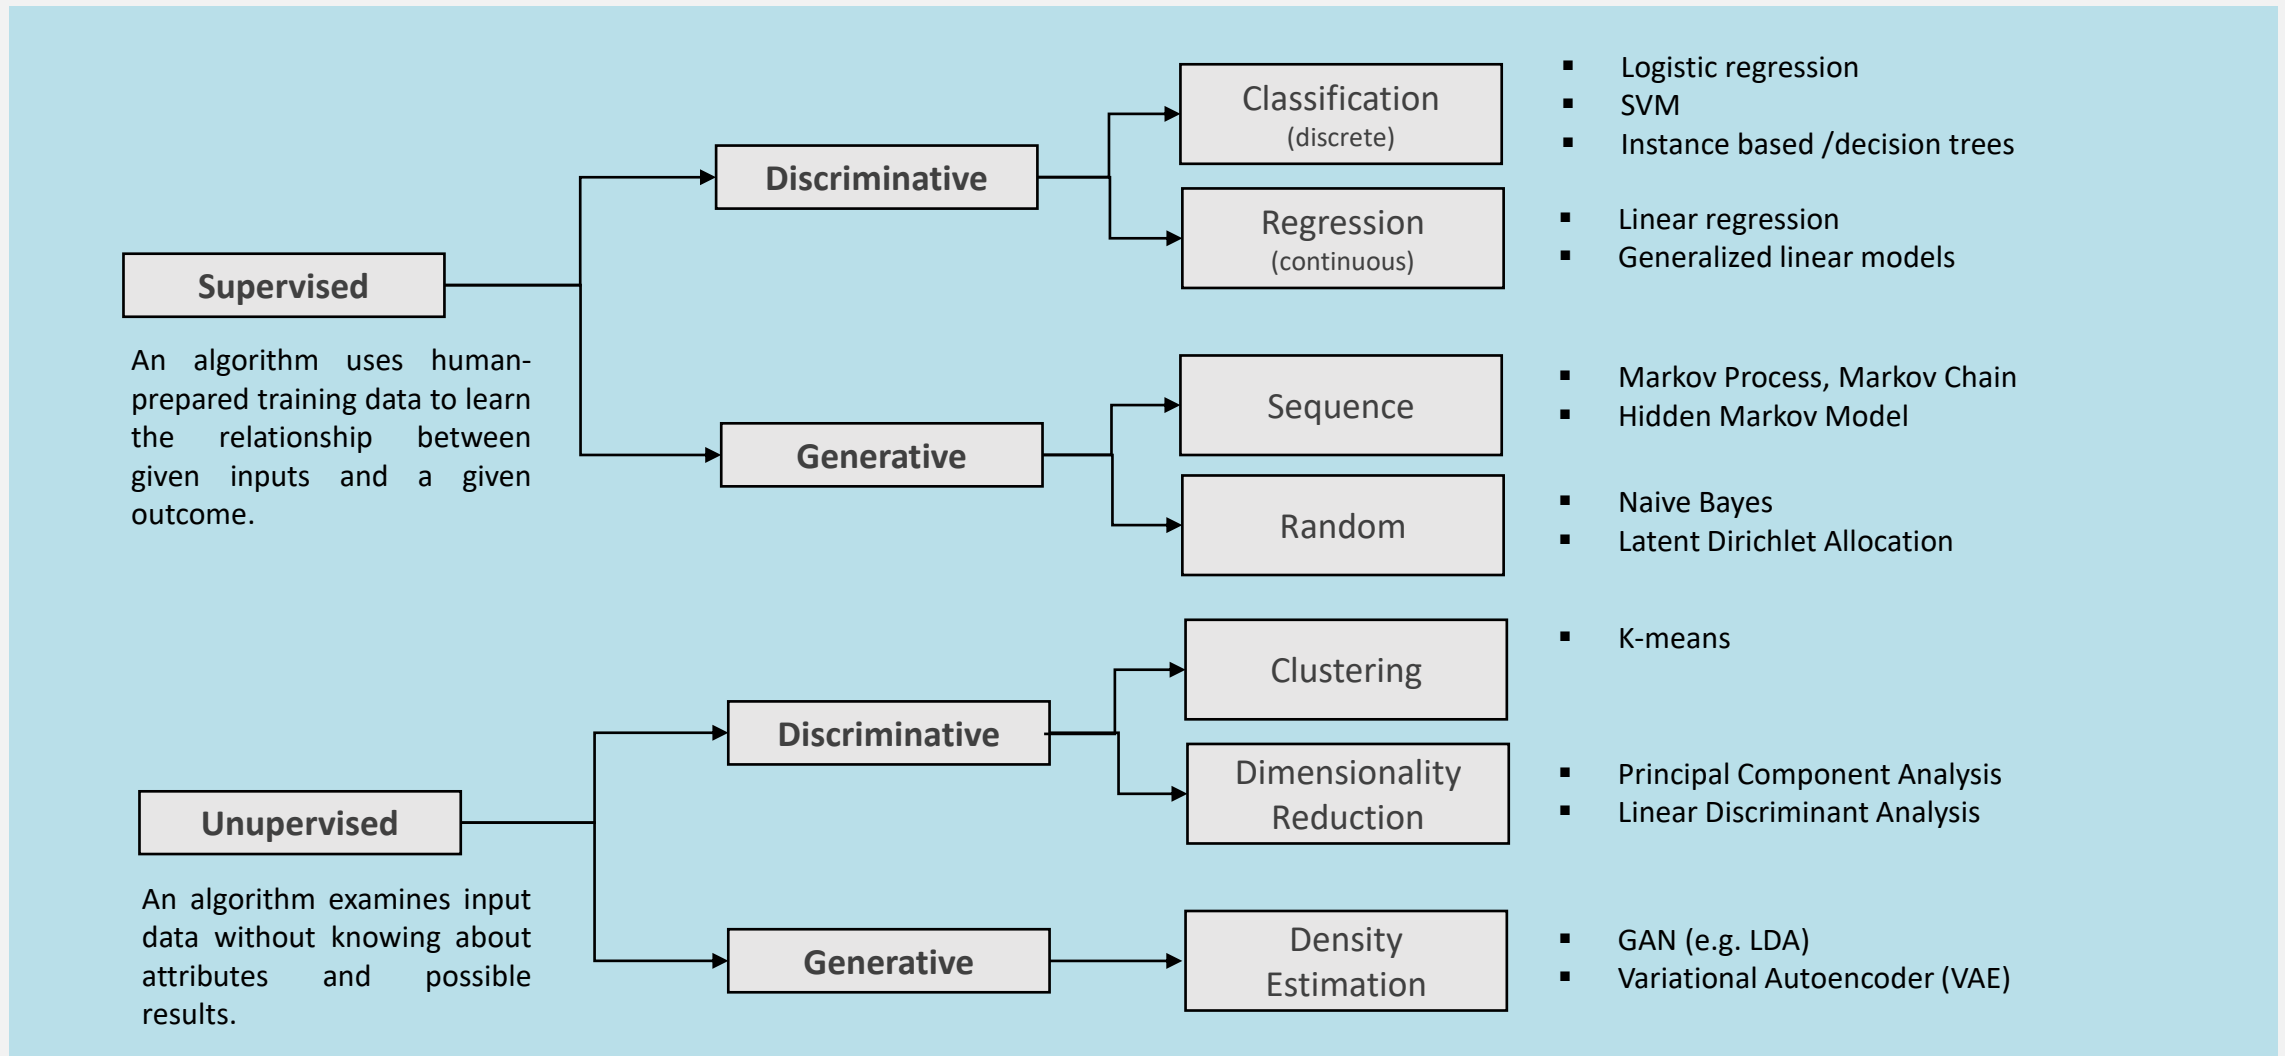 Supervised
An algorithm uses human-
prepared training data to learn
the relationship between
given inputs and a given
outcome.
Discriminative
Classification
(discrete)
▪ Logistic regression
▪ SVM
▪ Instance based /decision trees
Regression
(continuous)
▪ Linear regression
▪ Generalized linear models
Generative
Sequence
▪ Markov Process, Markov Chain
▪ Hidden Markov Model
Random
▪ Naive Bayes
▪ Latent Dirichlet Allocation
Unupervised
An algorithm examines input
data without knowing about
attributes and possible
results.
Discriminative
Clustering
▪ K-means
Dimensionality
Reduction
▪ Principal Component Analysis
▪ Linear Discriminant Analysis
Generative
Density
Estimation
▪ GAN (e.g. LDA)
▪ Variational Autoencoder (VAE)